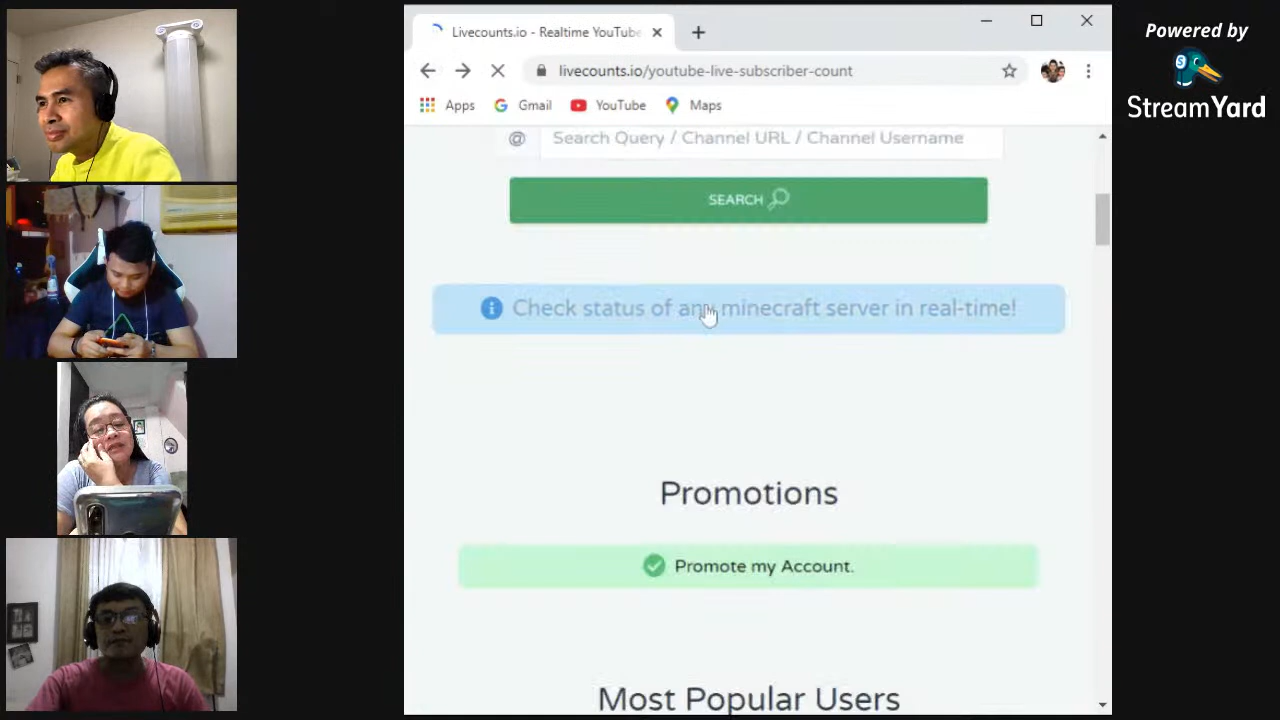 Livecounts.io - Realtime YouTube
livecounts.io/youtube-live-subscriber-count
Apps Gmail YouTube Maps
@ Search Query / Channel URL / Channel Username
SEARCH
Check status of any minecraft server in real-time!
Promotions
Promote my Account.
Most Popular Users
Powered by
StreamYard